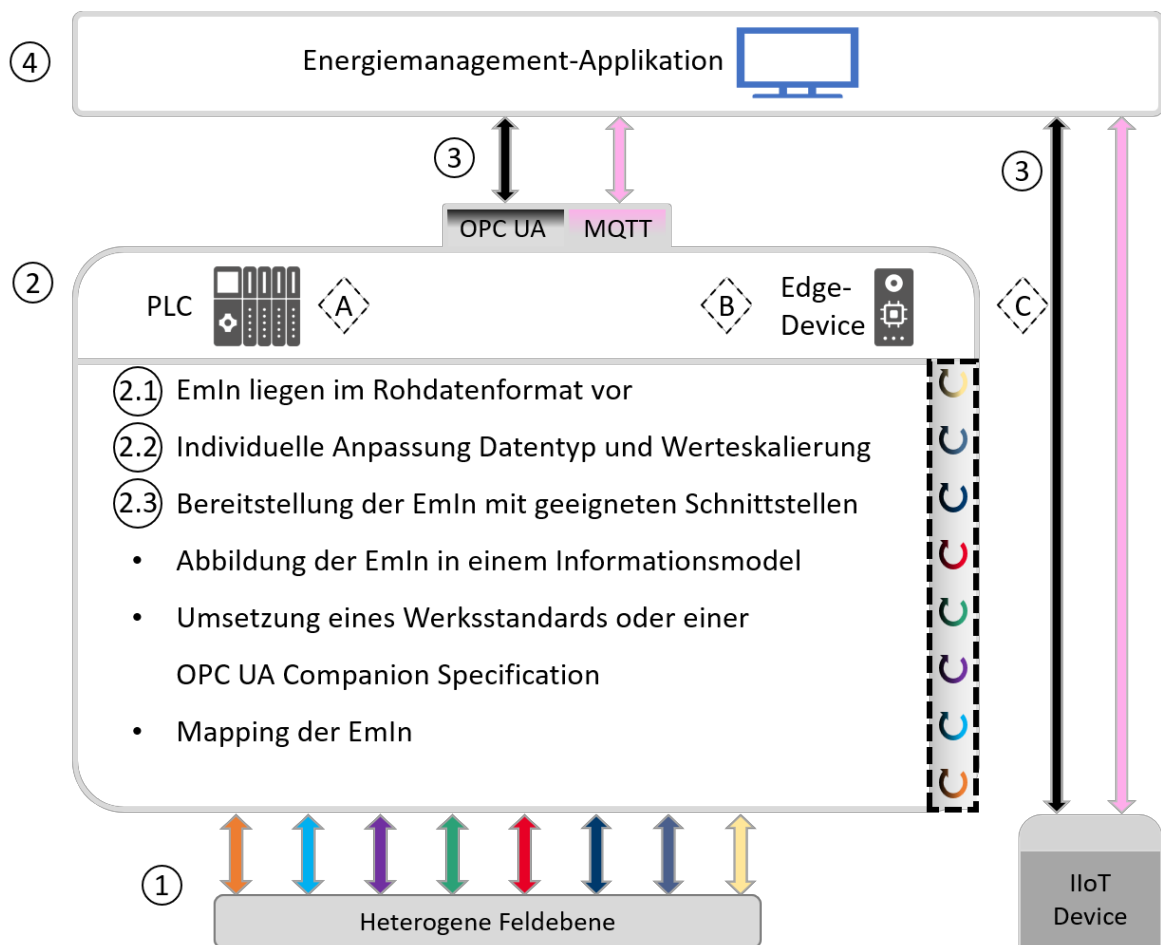 4
Energiemanagement-Applikation
3
3
OPC UA
MQTT
2
PLC
A
B
Edge-
Device
C
2.1 EmIn liegen im Rohdatenformat vor
2.2 Individuelle Anpassung Datentyp und Werteskalierung
2.3 Bereitstellung der EmIn mit geeigneten Schnittstellen
• Abbildung der EmIn in einem Informationsmodel
• Umsetzung eines Werksstandards oder einer
OPC UA Companion Specification
• Mapping der EmIn
1
Heterogene Feldebene
IIoT
Device